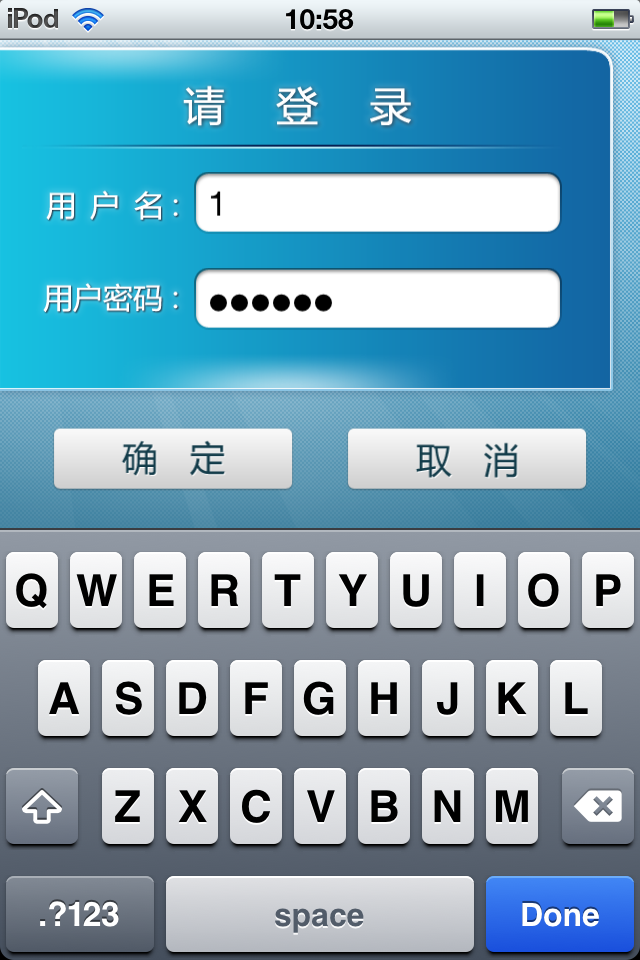 iPod 10:58
请 登 录
用 户 名: 1
用户密码: ●●●●●●
确 定 取 消
Q W E R T Y U I O P
A S D F G H J K L
Z X C V B N M
.?123 space Done